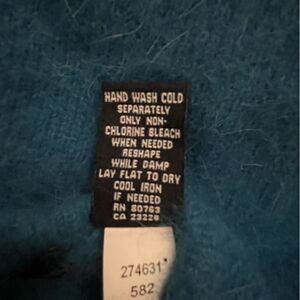 HAND WASH COLD
SEPARATELY
ONLY NON-
CHLORINE BLEACH
WHEN NEEDED
RESHAPE
WHILE DAMP
LAY FLAT TO DRY
COOL IRON
IF NEEDED
RN 80763
CA 23228
274631
582